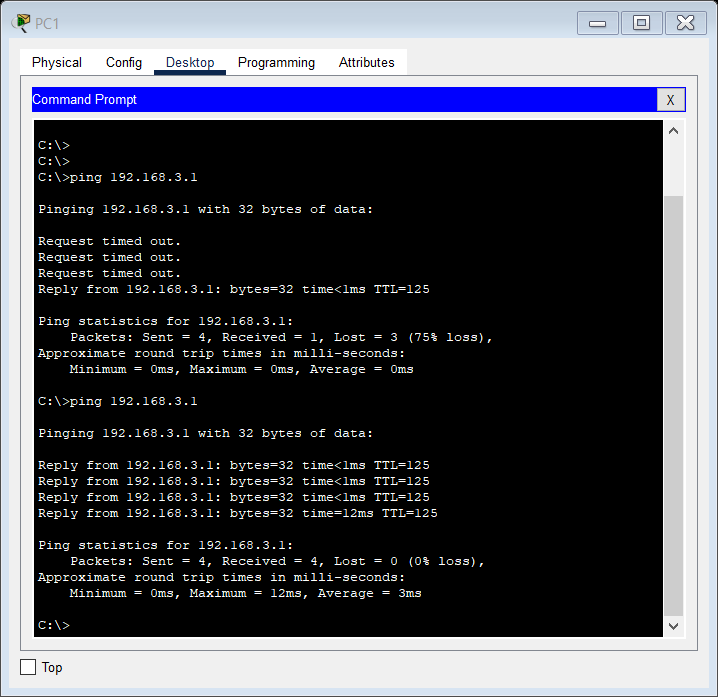 PC1
Physical Config Desktop Programming Attributes
Command Prompt X
C:\>
C:\>
C:\>ping 192.168.3.1
Pinging 192.168.3.1 with 32 bytes of data:
Request timed out.
Request timed out.
Request timed out.
Reply from 192.168.3.1: bytes=32 time<1ms TTL=125
Ping statistics for 192.168.3.1:
    Packets: Sent = 4, Received = 1, Lost = 3 (75% loss),
Approximate round trip times in milli-seconds:
    Minimum = 0ms, Maximum = 0ms, Average = 0ms
C:\>ping 192.168.3.1
Pinging 192.168.3.1 with 32 bytes of data:
Reply from 192.168.3.1: bytes=32 time<1ms TTL=125
Reply from 192.168.3.1: bytes=32 time<1ms TTL=125
Reply from 192.168.3.1: bytes=32 time<1ms TTL=125
Reply from 192.168.3.1: bytes=32 time=12ms TTL=125
Ping statistics for 192.168.3.1:
    Packets: Sent = 4, Received = 4, Lost = 0 (0% loss),
Approximate round trip times in milli-seconds:
    Minimum = 0ms, Maximum = 12ms, Average = 3ms
C:\>
Top